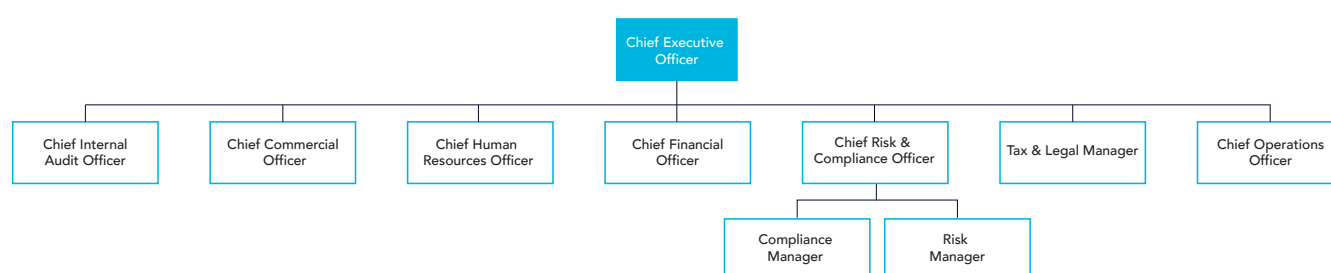 Chief Executive
Officer
Chief Internal
Audit Officer
Chief Commercial
Officer
Chief Human
Resources Officer
Chief Financial
Officer
Chief Risk &
Compliance Officer
Tax & Legal Manager
Chief Operations
Officer
Compliance
Manager
Risk
Manager